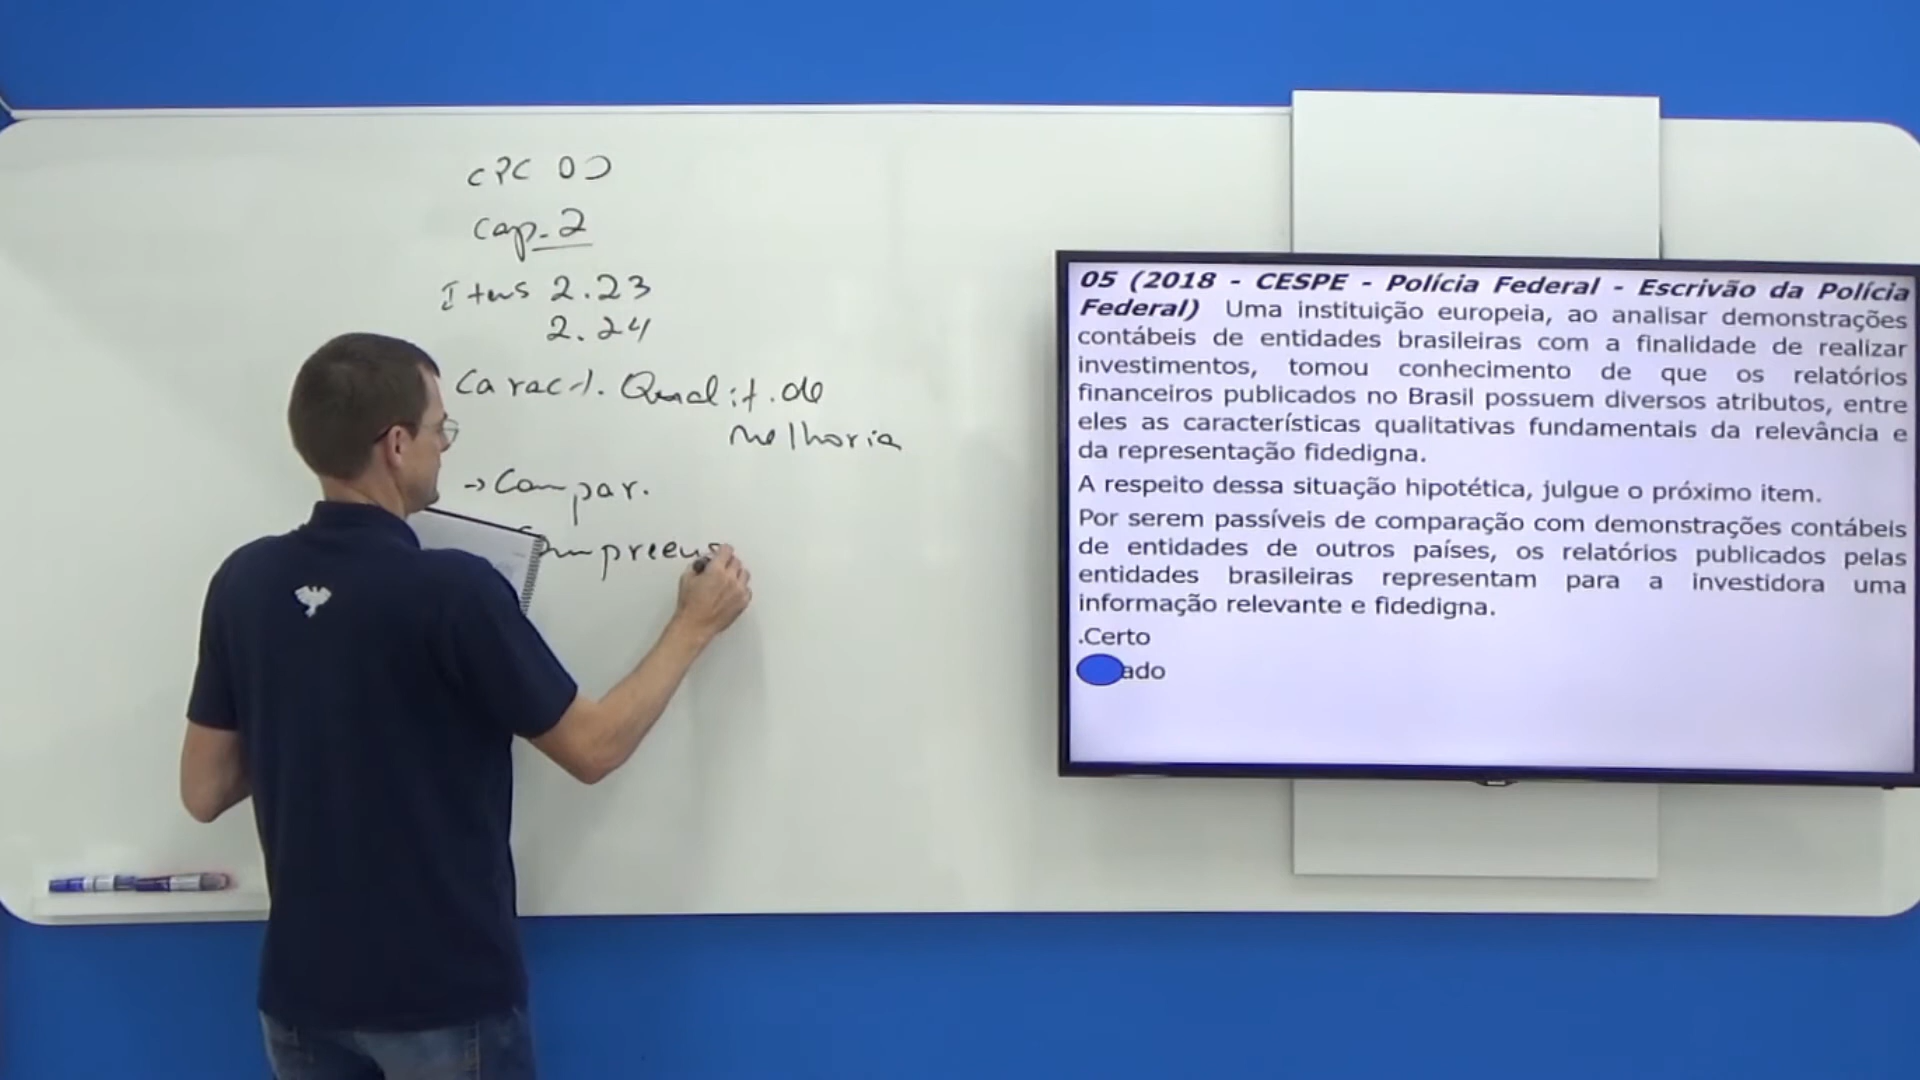 CPC 00
Cap. 2
Itens 2.23
2.24
Caract. Qualit. de
melhoria
→ Compar.
ompreens
05 (2018 - CESPE - Polícia Federal - Escrivão da Polícia
Federal) Uma instituição europeia, ao analisar demonstrações
contábeis de entidades brasileiras com a finalidade de realizar
investimentos, tomou conhecimento de que os relatórios
financeiros publicados no Brasil possuem diversos atributos, entre
eles as características qualitativas fundamentais da relevância e
da representação fidedigna.
A respeito dessa situação hipotética, julgue o próximo item.
Por serem passíveis de comparação com demonstrações contábeis
de entidades de outros países, os relatórios publicados pelas
entidades brasileiras representam para a investidora uma
informação relevante e fidedigna.
.Certo
ado